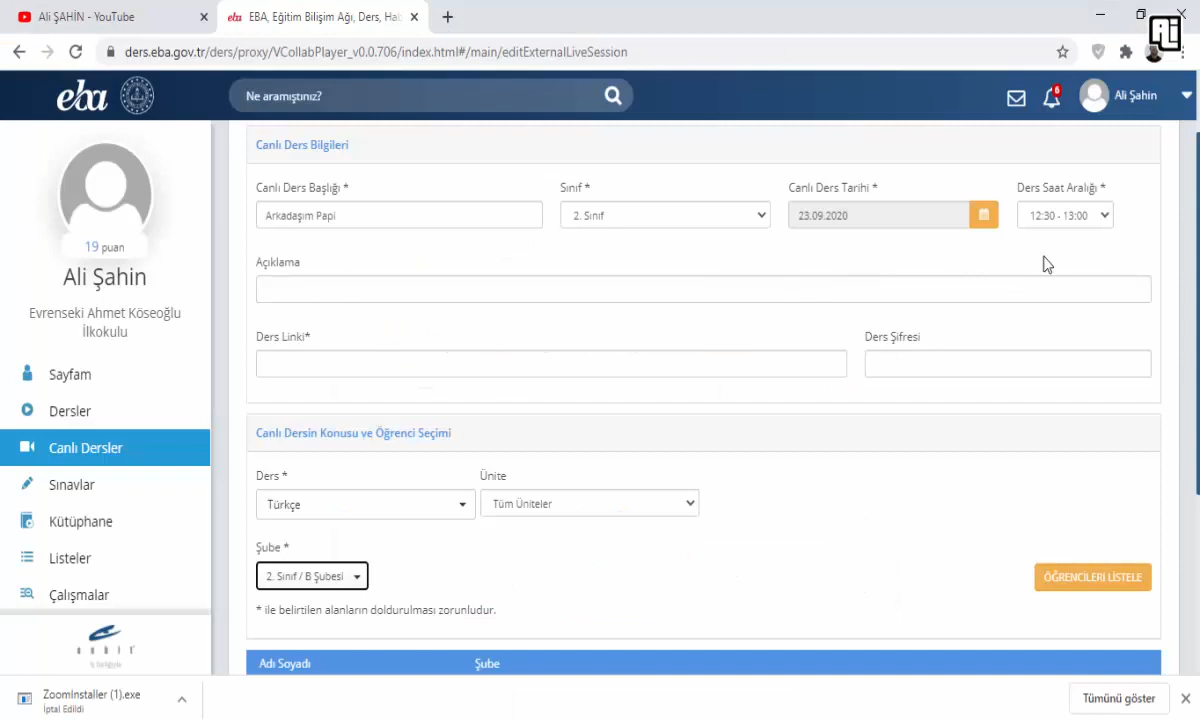 Ali ŞAHİN - YouTube
eba EBA, Eğitim Bilişim Ağı, Ders, Hab
ders.eba.gov.tr/ders/proxy/VCollabPlayer_v0.0.706/index.html#/main/editExternalLiveSession
eba
Ne aramıştınız?
6
Ali Şahin
19 puan
Ali Şahin
Evrenseki Ahmet Köseoğlu
İlkokulu
Sayfam
Dersler
Canlı Dersler
Sınavlar
Kütüphane
Listeler
Çalışmalar
Canlı Ders Bilgileri
Canlı Ders Başlığı *
Sınıf *
Canlı Ders Tarihi *
Ders Saat Aralığı *
Arkadaşım Papi
2. Sınıf
23.09.2020
12:30 - 13:00
Açıklama
Ders Linki*
Ders Şifresi
Canlı Dersin Konusu ve Öğrenci Seçimi
Ders *
Ünite
Türkçe
Tüm Üniteler
Şube *
2. Sınıf / B Şubesi
ÖĞRENCİLERİ LİSTELE
* ile belirtilen alanların doldurulması zorunludur.
Adı Soyadı
Şube
ZoomInstaller (1).exe
İptal Edildi
Tümünü göster